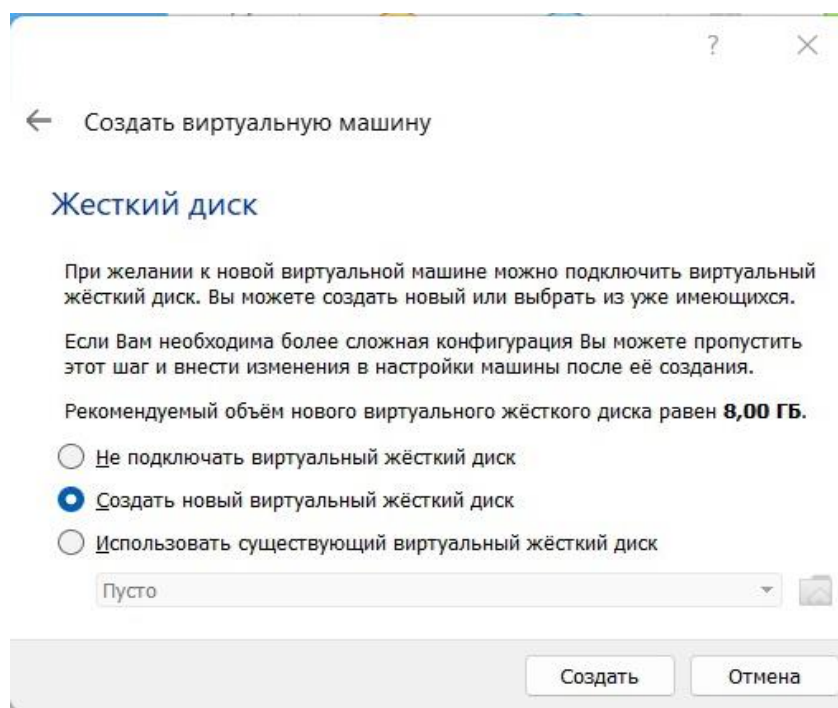 ?
Создать виртуальную машину
Жесткий диск
При желании к новой виртуальной машине можно подключить виртуальный
жёсткий диск. Вы можете создать новый или выбрать из уже имеющихся.
Если Вам необходима более сложная конфигурация Вы можете пропустить
этот шаг и внести изменения в настройки машины после её создания.
Рекомендуемый объём нового виртуального жёсткого диска равен 8,00 ГБ.
Не подключать виртуальный жёсткий диск
Создать новый виртуальный жёсткий диск
Использовать существующий виртуальный жёсткий диск
Пусто
Создать Отмена